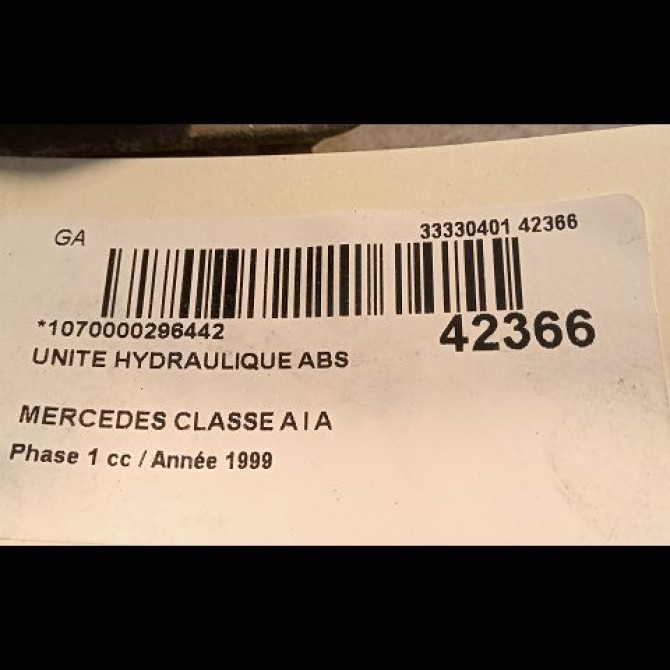 GA
33330401 42366
*1070000296442
42366
UNITE HYDRAULIQUE ABS
MERCEDES CLASSE A I A
Phase 1 cc / Année 1999